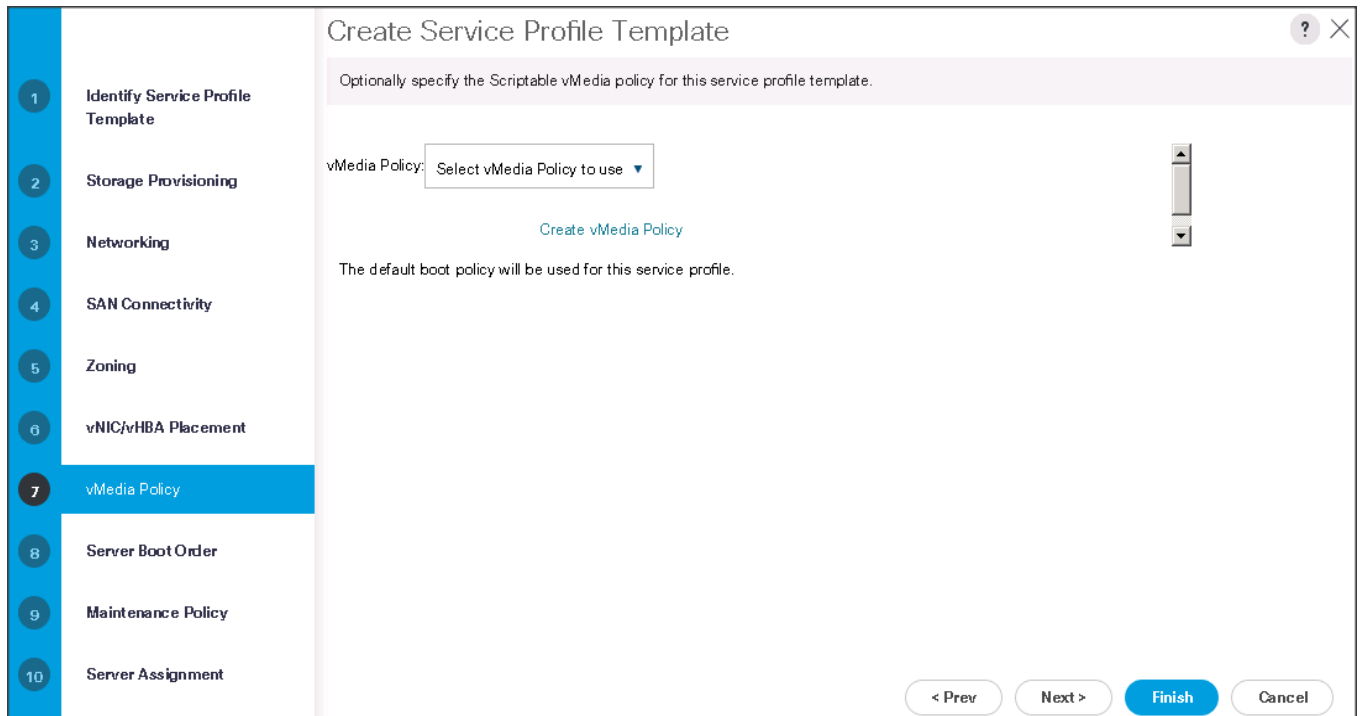 Create Service Profile Template
?
Optionally specify the Scriptable vMedia policy for this service profile template.
1
Identify Service Profile
Template
2
Storage Provisioning
3
Networking
4
SAN Connectivity
5
Zoning
6
vNIC/vHBA Placement
7
vMedia Policy
8
Server Boot Order
9
Maintenance Policy
10
Server Assignment
vMedia Policy:
Select vMedia Policy to use
Create vMedia Policy
The default boot policy will be used for this service profile.
< Prev
Next >
Finish
Cancel